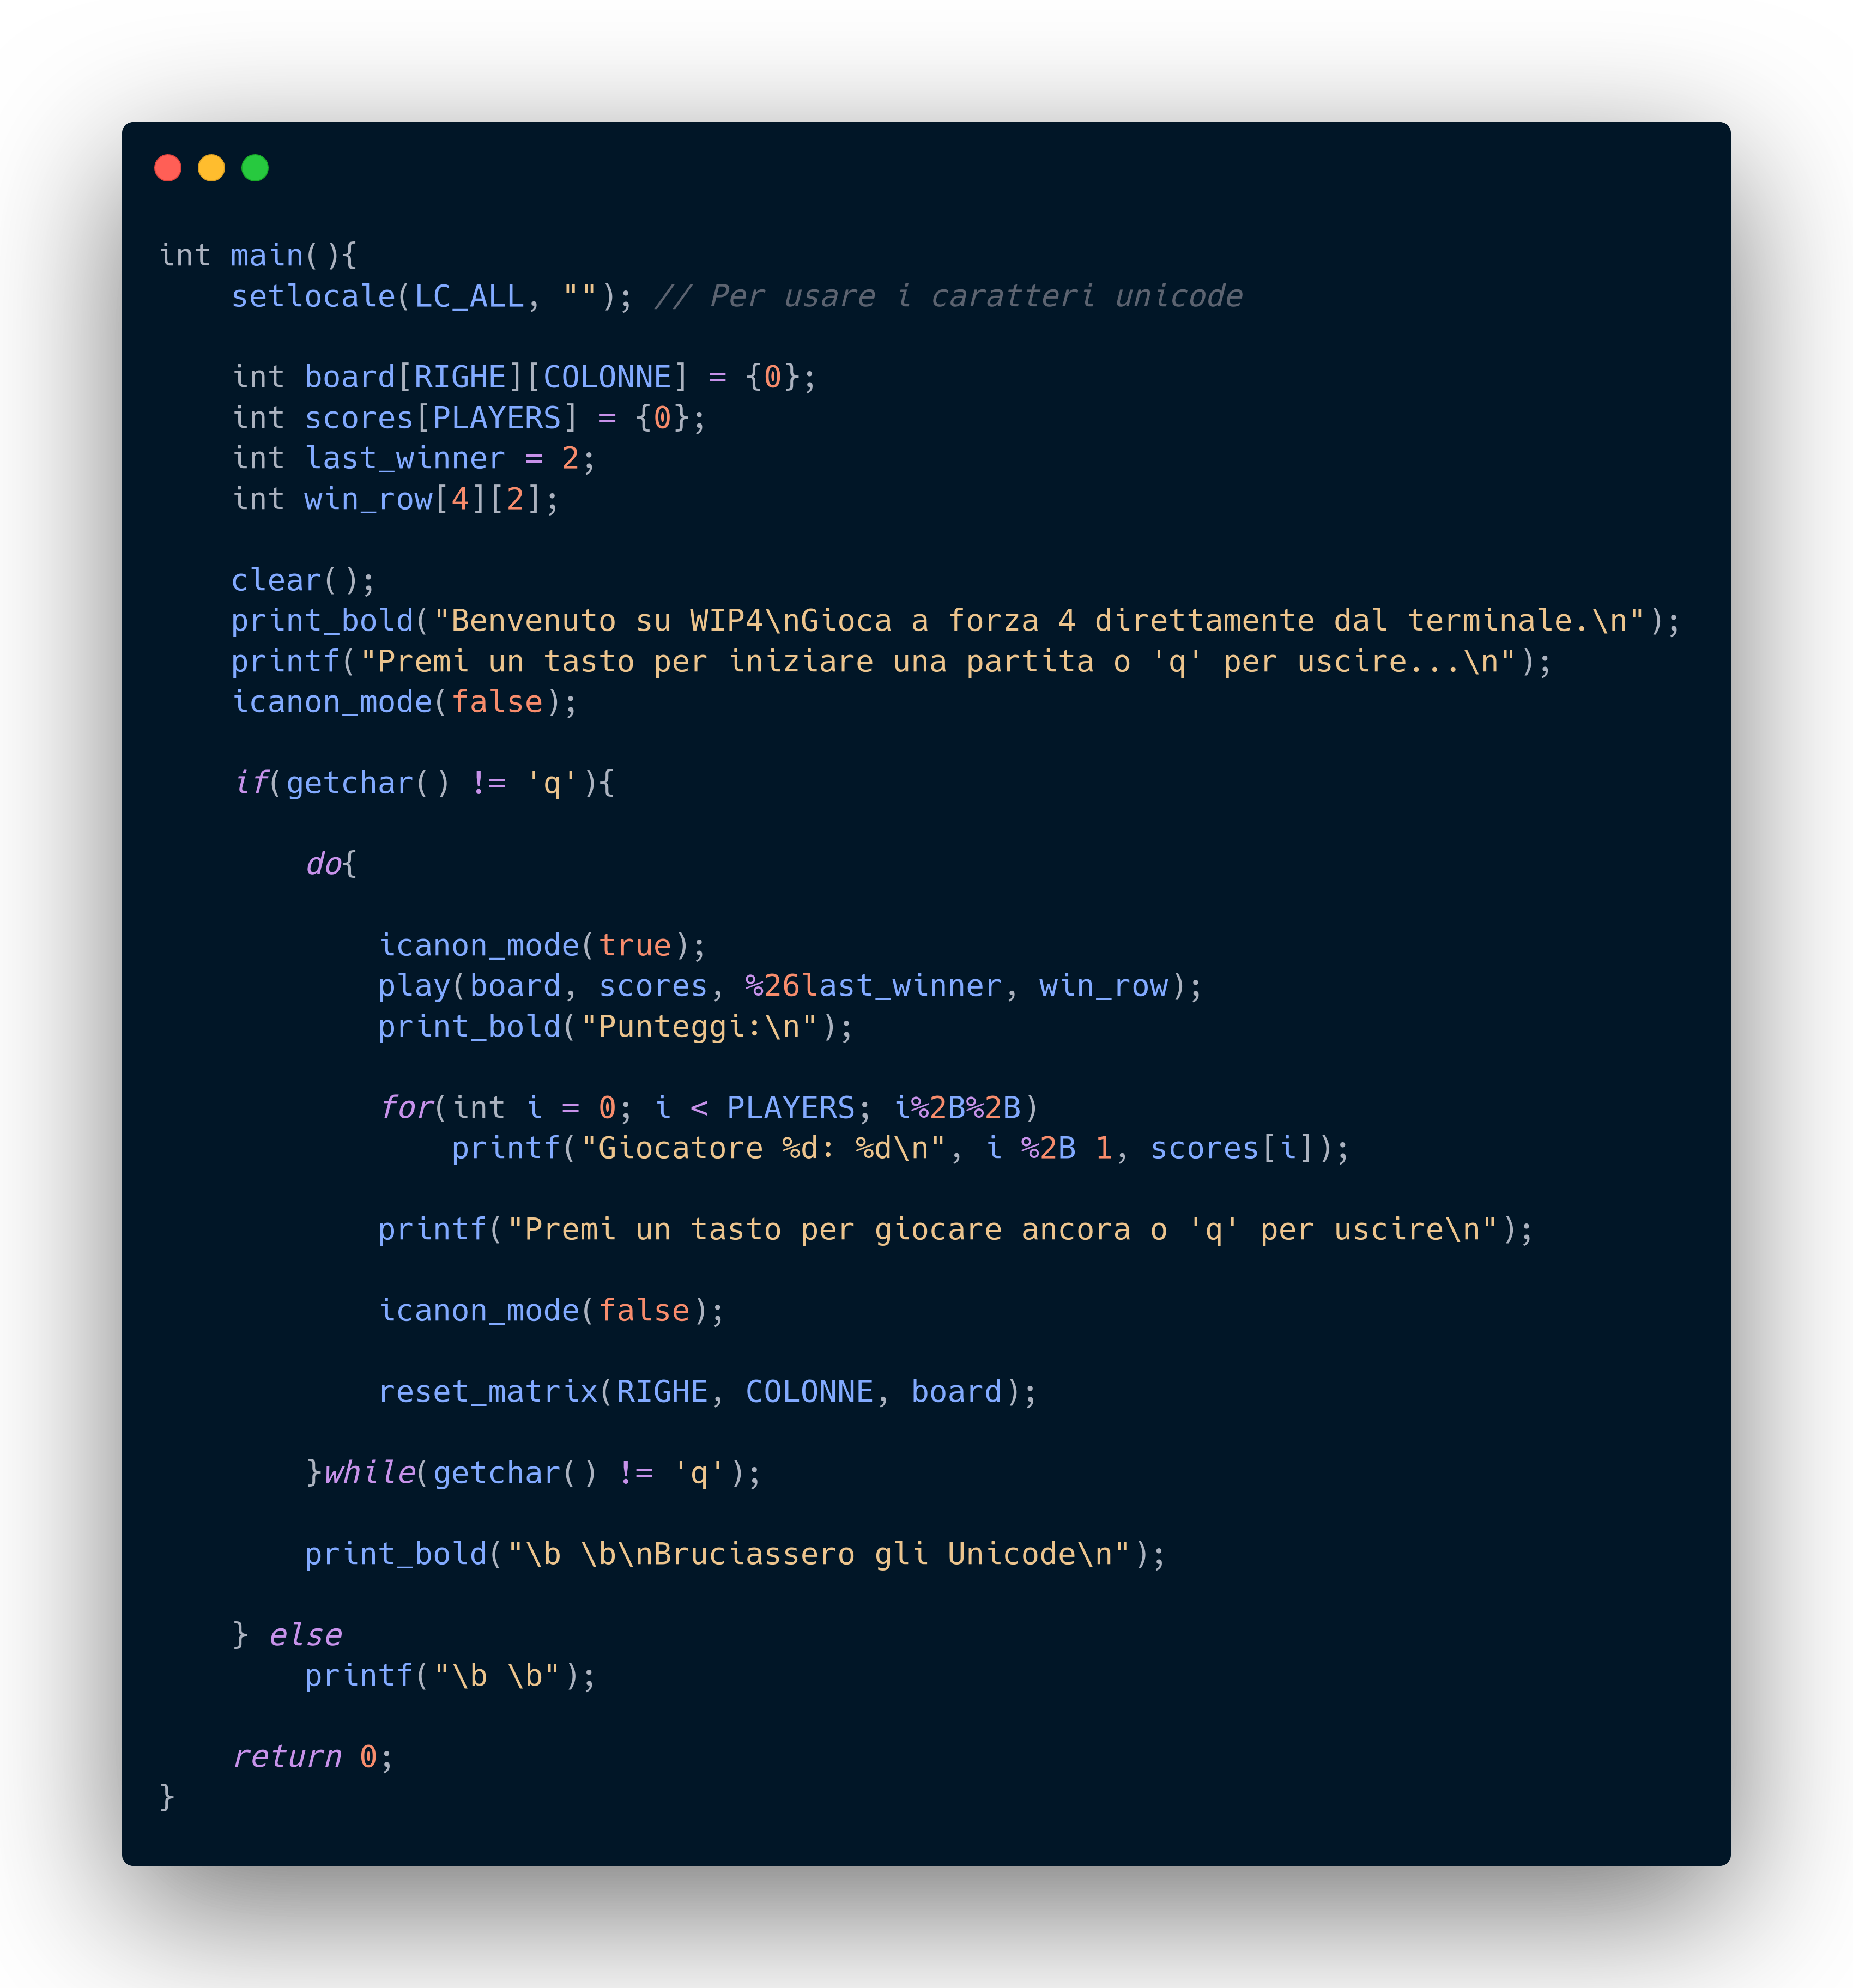 int main(){
    setlocale(LC_ALL, ""); // Per usare i caratteri unicode

    int board[RIGHE][COLONNE] = {0};
    int scores[PLAYERS] = {0};
    int last_winner = 2;
    int win_row[4][2];

    clear();
    print_bold("Benvenuto su WIP4\nGioca a forza 4 direttamente dal terminale.\n");
    printf("Premi un tasto per iniziare una partita o 'q' per uscire...\n");
    icanon_mode(false);

    if(getchar() != 'q'){

        do{

            icanon_mode(true);
            play(board, scores, %26last_winner, win_row);
            print_bold("Punteggi:\n");

            for(int i = 0; i < PLAYERS; i%2B%2B)
                printf("Giocatore %d: %d\n", i %2B 1, scores[i]);

            printf("Premi un tasto per giocare ancora o 'q' per uscire\n");

            icanon_mode(false);

            reset_matrix(RIGHE, COLONNE, board);

        }while(getchar() != 'q');

        print_bold("\b \b\nBruciassero gli Unicode\n");

    } else
        printf("\b \b");

    return 0;
}